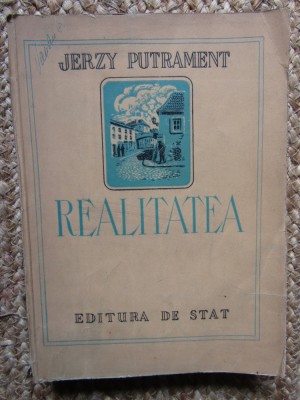 JERZY PUTRAMENT
REALITATEA
EDITURA DE STAT